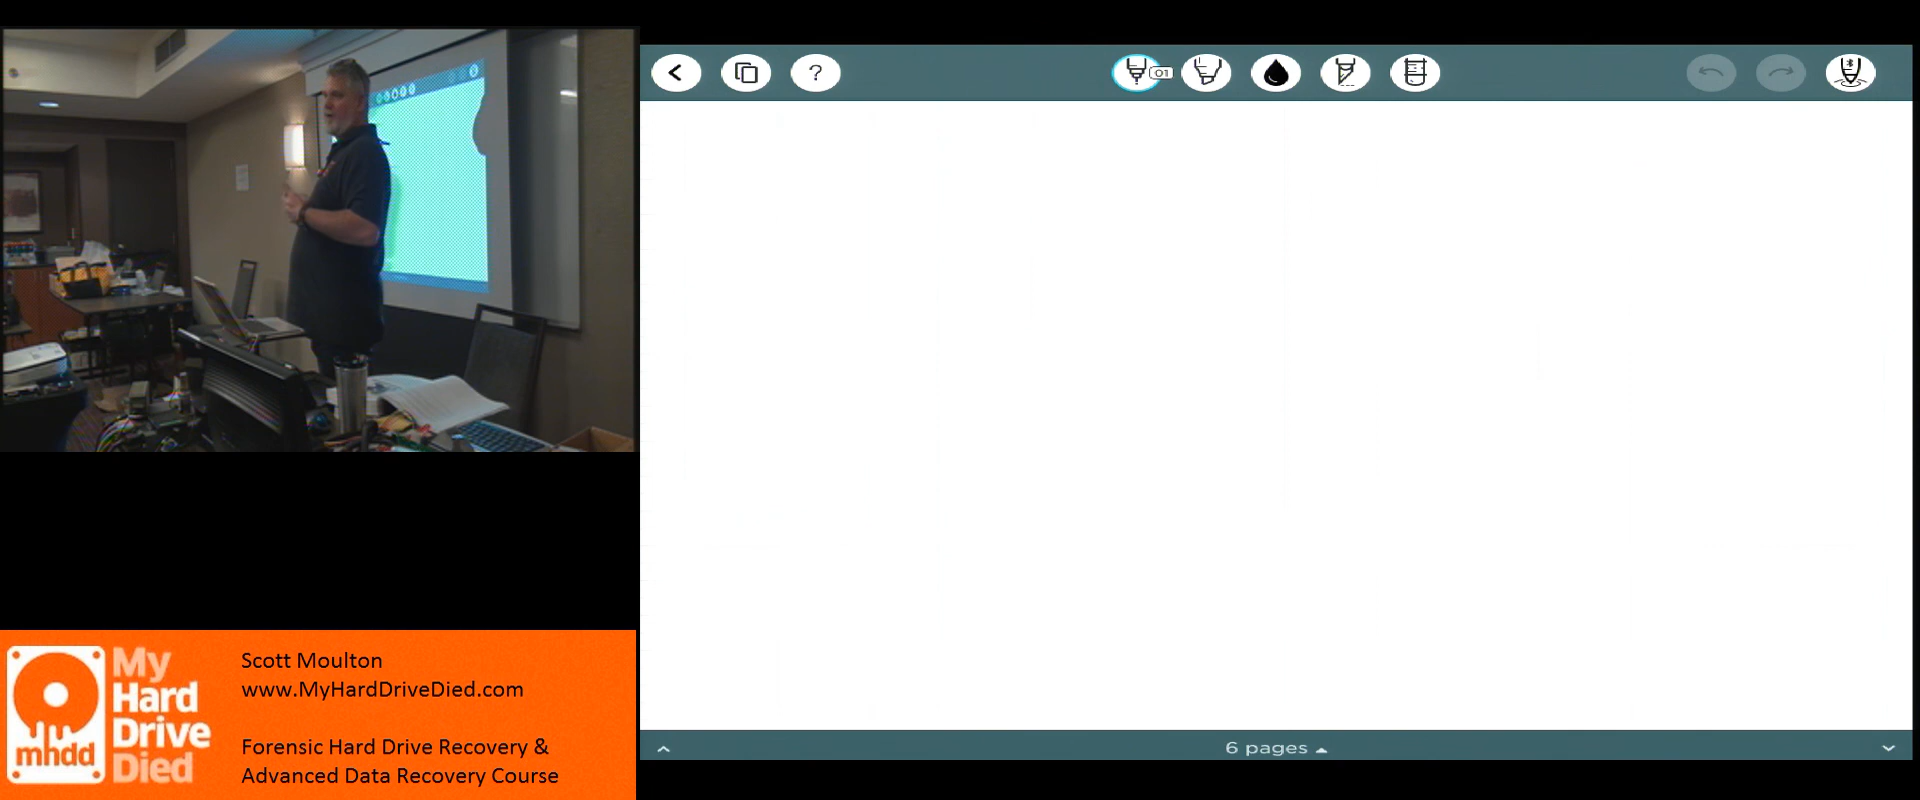 ?
01
My
Hard
Drive
Died
mhdd
Scott Moulton
www.MyHardDriveDied.com
Forensic Hard Drive Recovery &
Advanced Data Recovery Course
6 pages